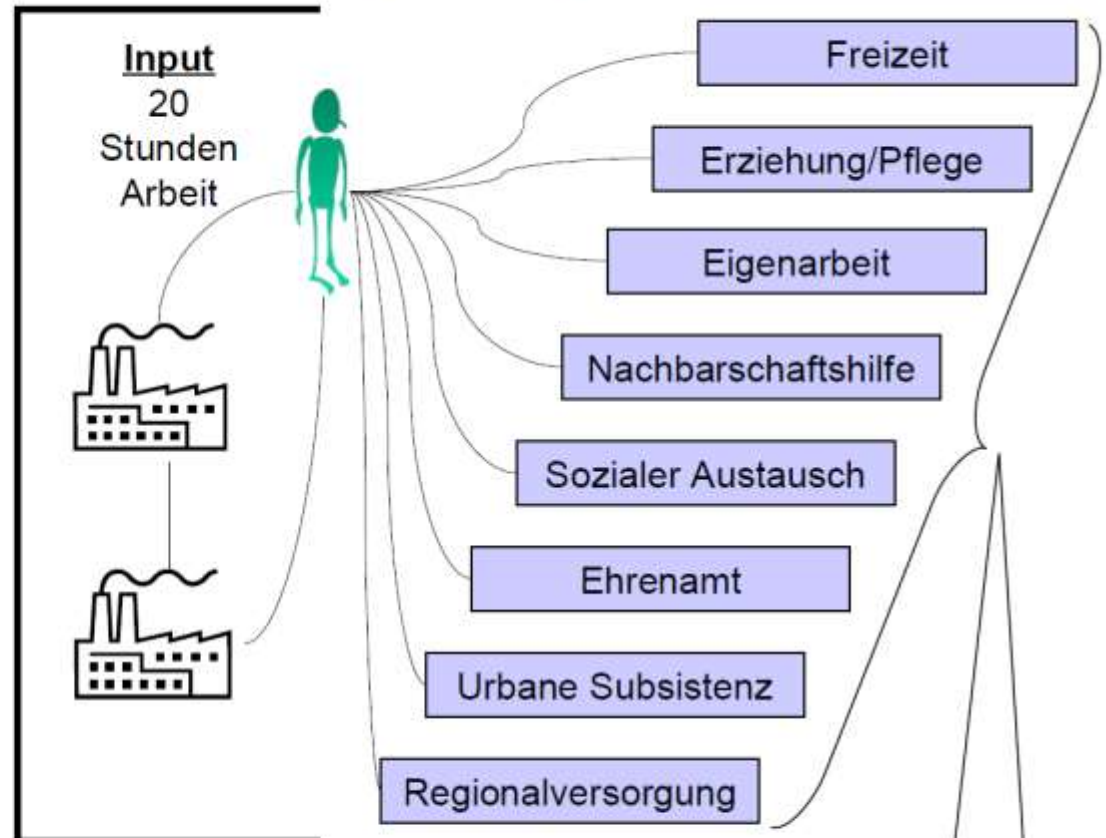 Input
20
Stunden
Arbeit
Freizeit
Erziehung/Pflege
Eigenarbeit
Nachbarschaftshilfe
Sozialer Austausch
Ehrenamt
Urbane Subsistenz
Regionalversorgung